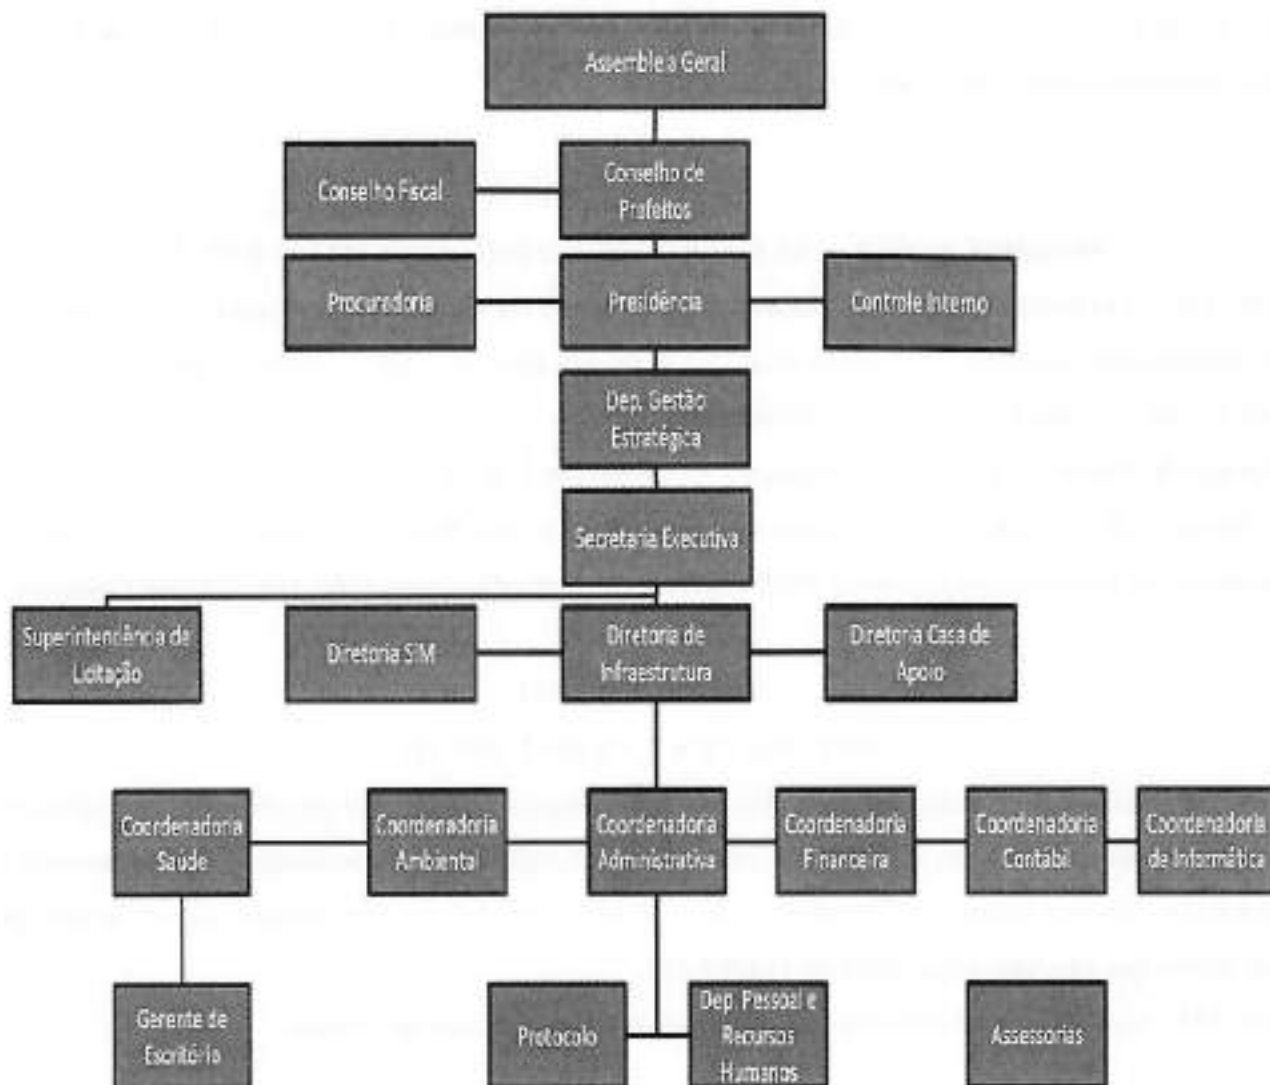 Assembleia Geral
Conselho Fiscal
Conselho de
Prefeitos
Procuradoria
Presidência
Controle Interno
Dep. Gestão
Estratégica
Secretaria Executiva
Superintendência de
Licitação
Diretoria SIM
Diretoria de
Infraestrutura
Diretoria Casa de
Apoio
Coordenadoria
Saúde
Coordenadoria
Ambiental
Coordenadoria
Administrativa
Coordenadoria
Financeira
Coordenadoria
Contábil
Coordenadoria
de Informática
Gerente de
Escritório
Protocolo
Dep. Pessoal e
Recursos
Humanos
Assessorias